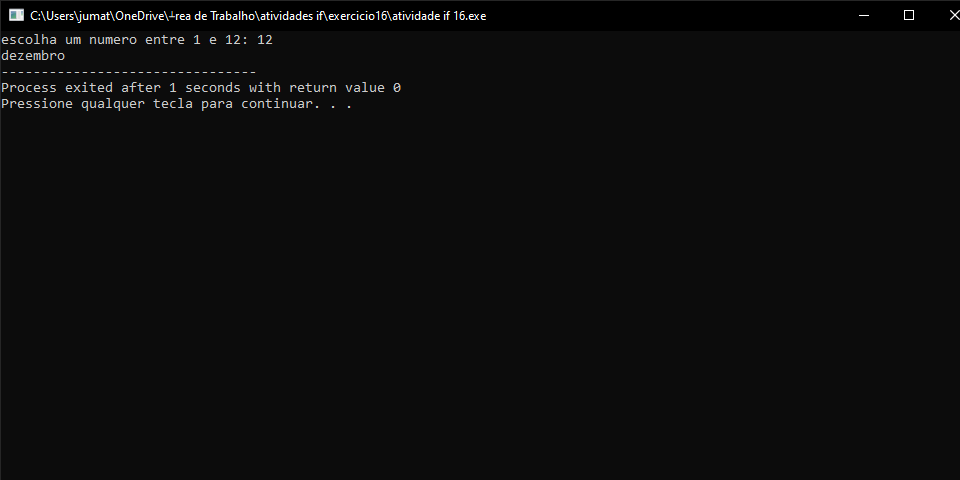 C:\Users\jumat\OneDrive\┴rea de Trabalho\atividades if\exercicio16\atividade if 16.exe
escolha um numero entre 1 e 12: 12
dezembro
--------------------------------
Process exited after 1 seconds with return value 0
Pressione qualquer tecla para continuar. . .